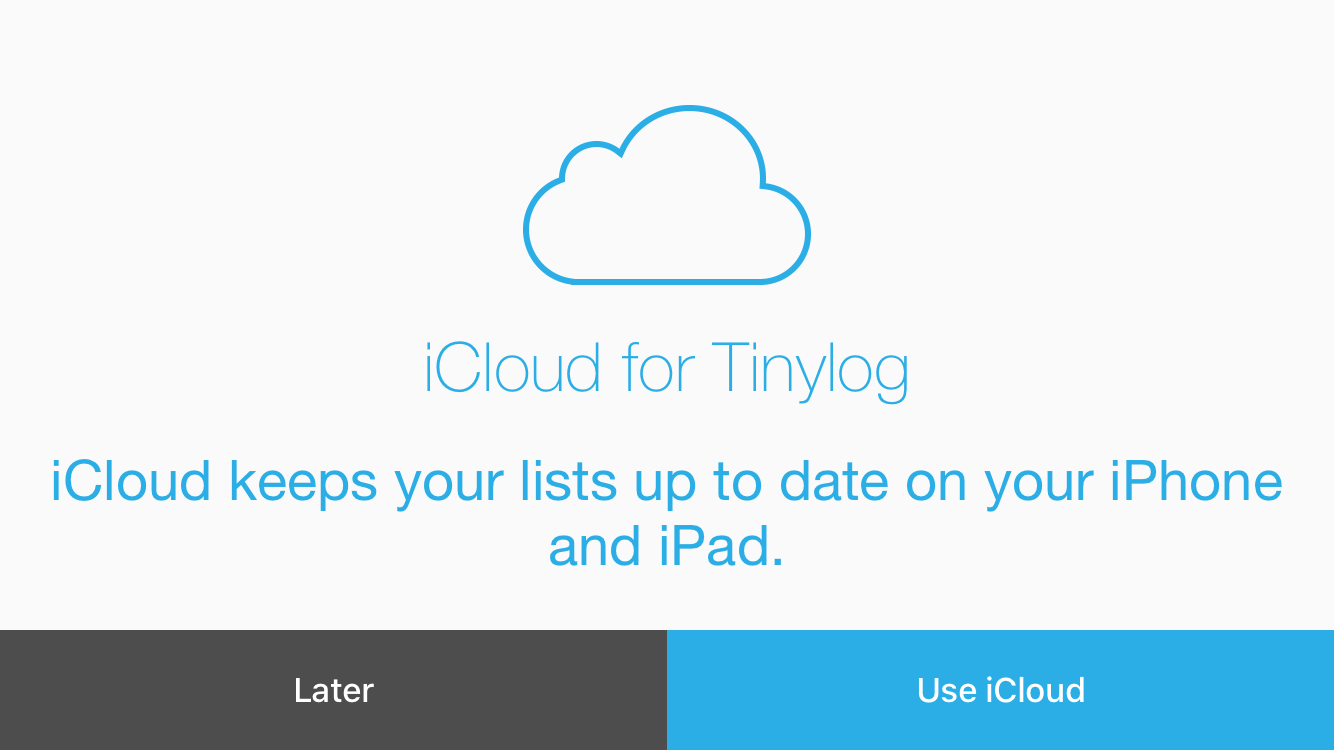 iCloud for Tinylog
iCloud keeps your lists up to date on your iPhone
and iPad.
Later
Use iCloud